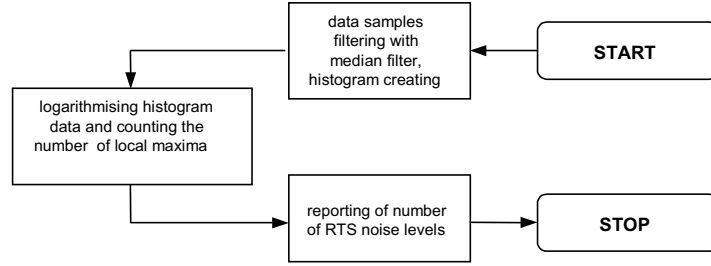 START
data samples
filtering with
median filter,
histogram creating
logarithmising histogram
data and counting the
number of local maxima
reporting of number
of RTS noise levels
STOP